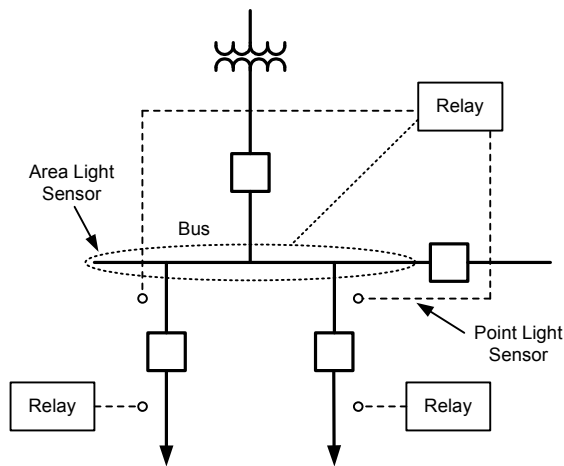 Relay
Area Light
Sensor
Bus
Point Light
Sensor
Relay
Relay